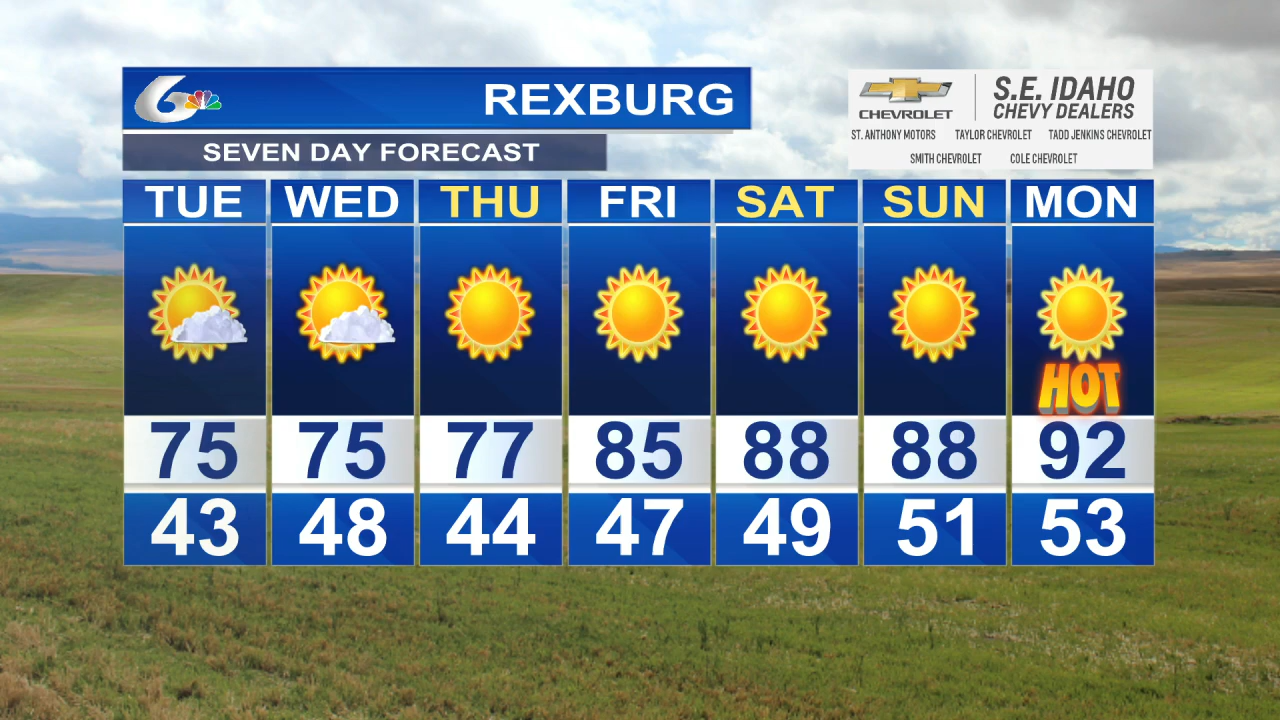 6
REXBURG
SEVEN DAY FORECAST
CHEVROLET
S.E. IDAHO
CHEVY DEALERS
ST. ANTHONY MOTORS TAYLOR CHEVROLET TADD JENKINS CHEVROLET
SMITH CHEVROLET COLE CHEVROLET
TUE WED THU FRI SAT SUN MON
HOT
75 75 77 85 88 88 92
43 48 44 47 49 51 53